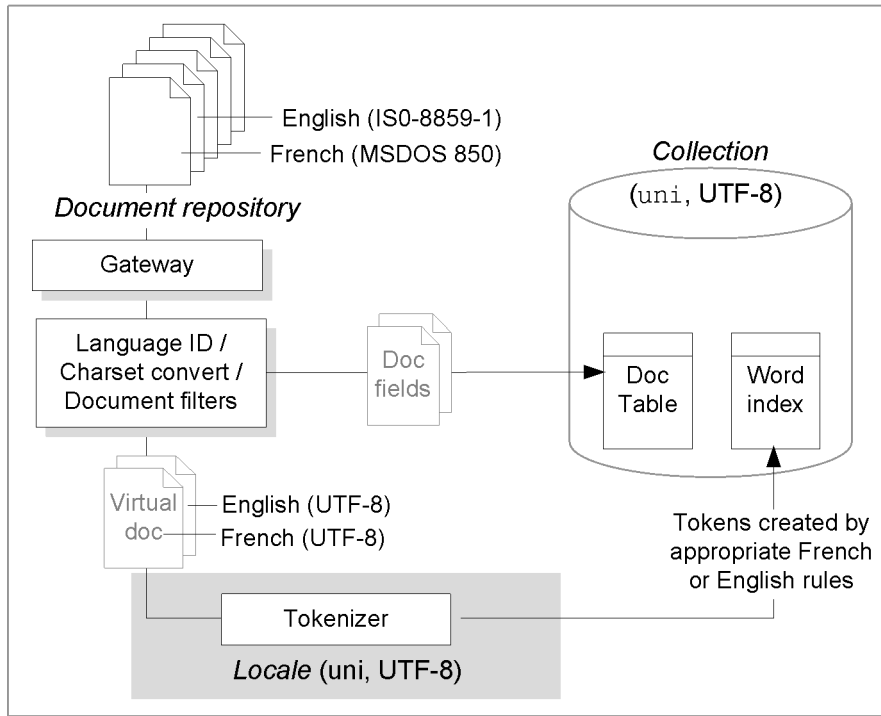 English (IS0-8859-1)
French (MSDOS 850)
Document repository
Gateway
Language ID /
Charset convert /
Document filters
Doc
fields
Collection
(uni, UTF-8)
Doc
Table
Word
index
Virtual
doc
English (UTF-8)
French (UTF-8)
Tokens created by
appropriate French
or English rules
Tokenizer
Locale (uni, UTF-8)